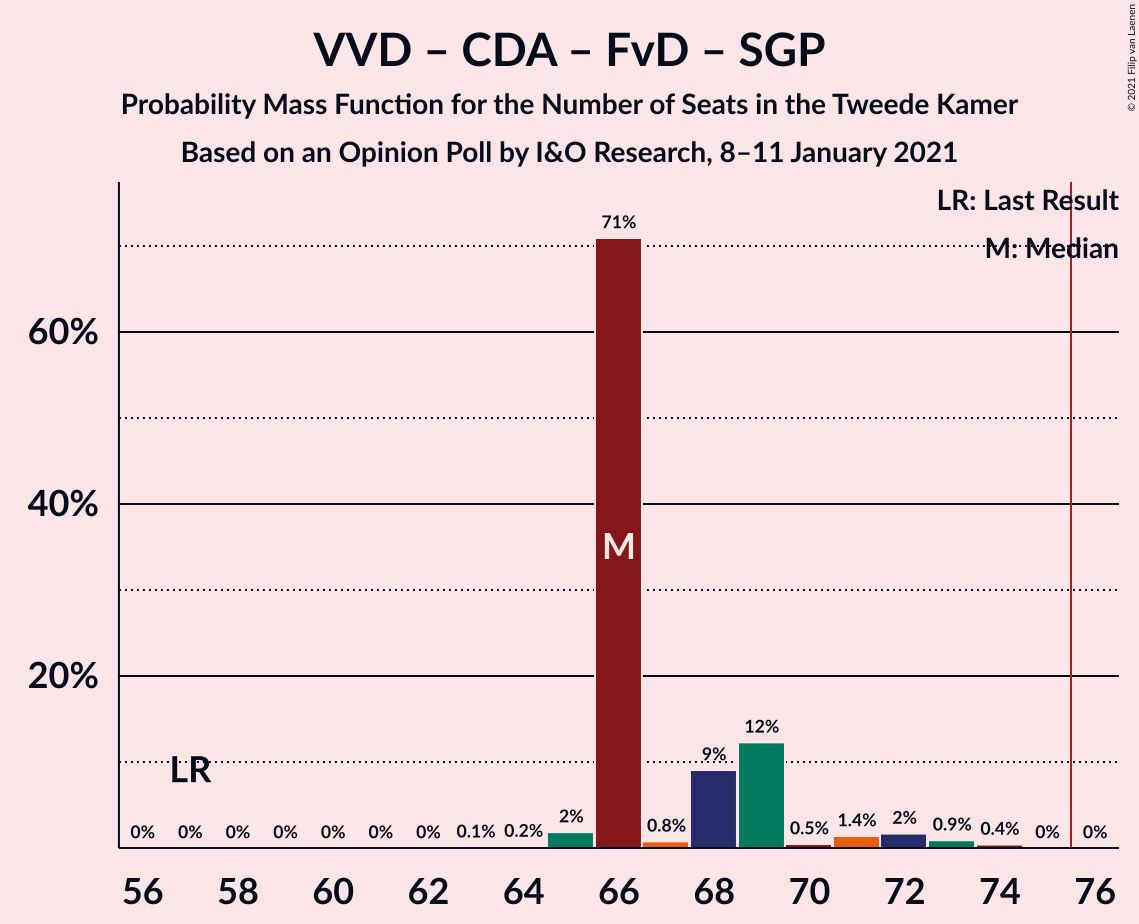 VVD – CDA – FvD – SGP
Probability Mass Function for the Number of Seats in the Tweede Kamer
Based on an Opinion Poll by I&O Research, 8–11 January 2021
© 2021 Filip van Laenen
LR: Last Result
M: Median
60%
40%
20%
LR
M
0% 0% 0% 0% 0% 0% 0% 0.1% 0.2% 2% 71% 0.8% 9% 12% 0.5% 1.4% 2% 0.9% 0.4% 0% 0%
56 58 60 62 64 66 68 70 72 74 76